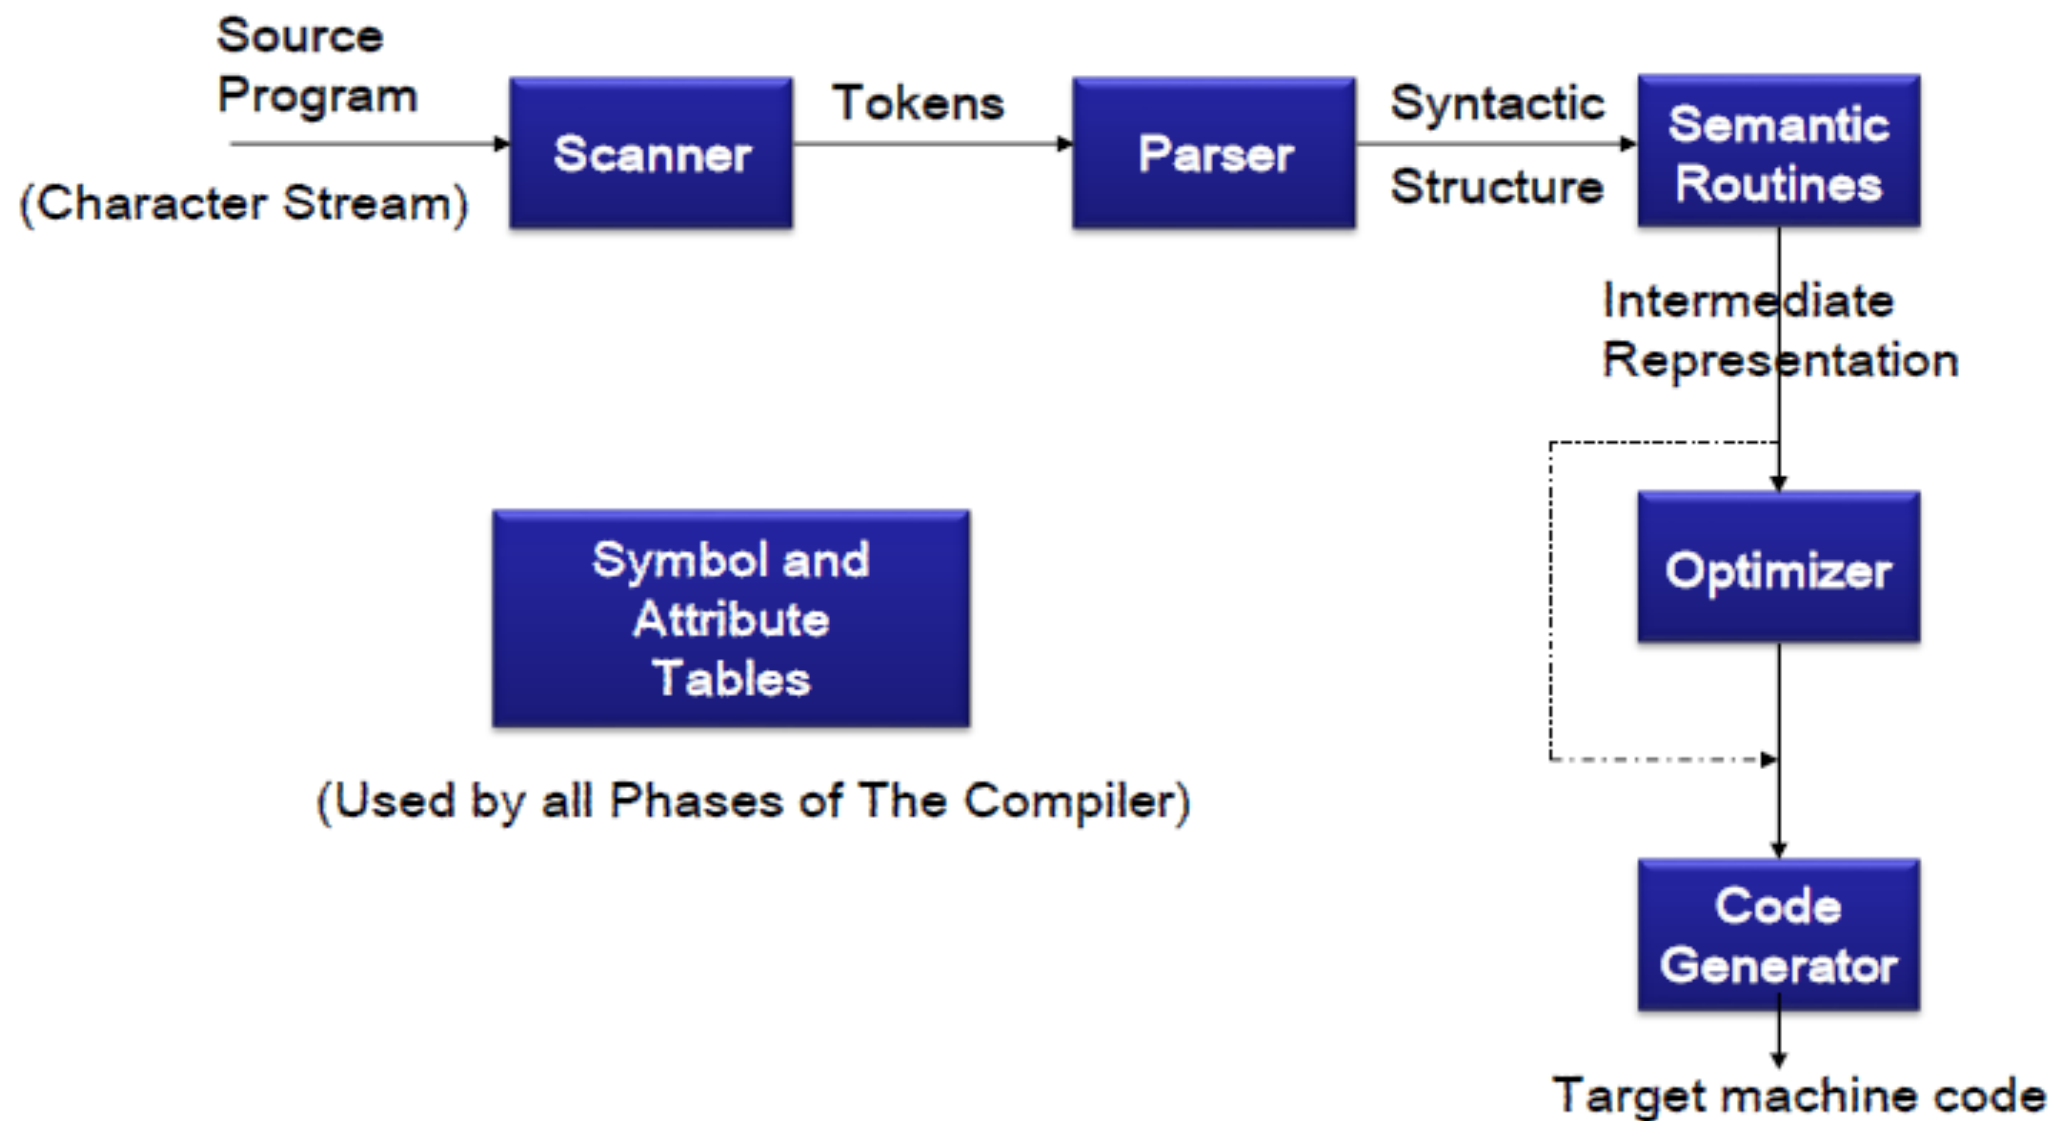 Source
Program
(Character Stream)
Scanner
Tokens
Parser
Syntactic
Structure
Semantic
Routines
Intermediate
Representation
Optimizer
Symbol and
Attribute
Tables
(Used by all Phases of The Compiler)
Code
Generator
Target machine code